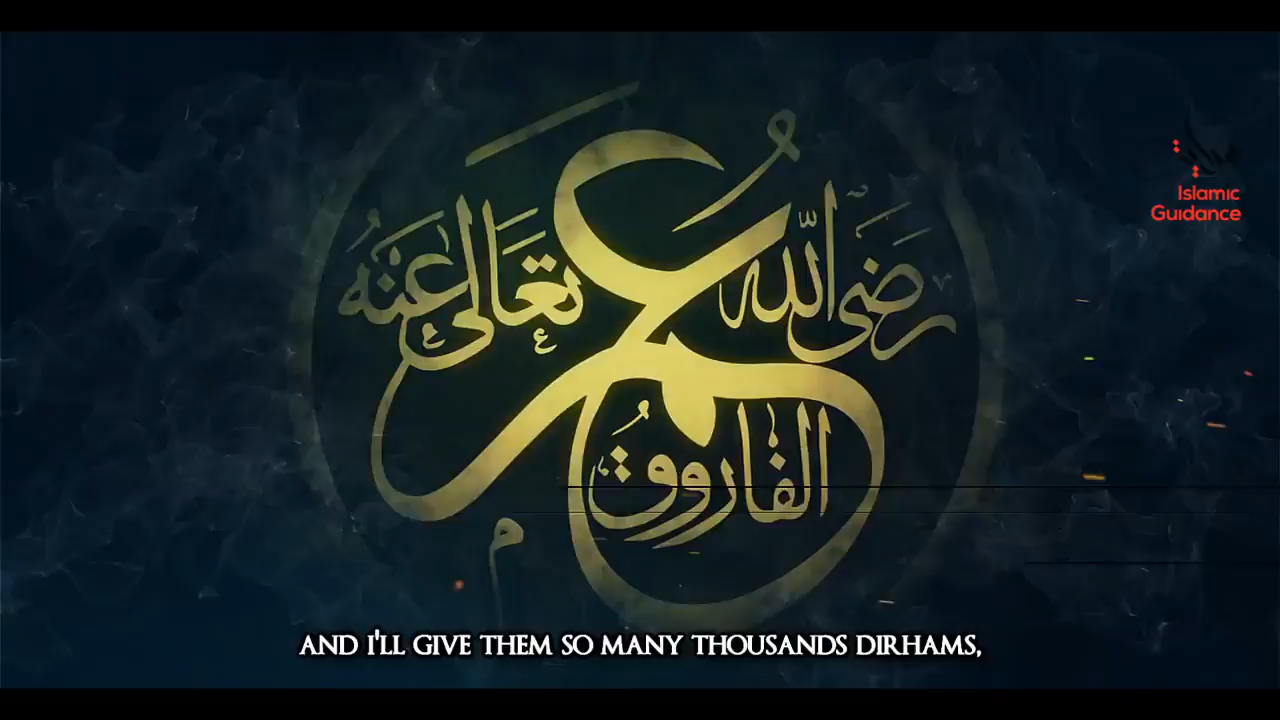 عمر
رضي الله تعالى عنه
الفاروق
Islamic
Guidance
AND I'LL GIVE THEM SO MANY THOUSANDS DIRHAMS,